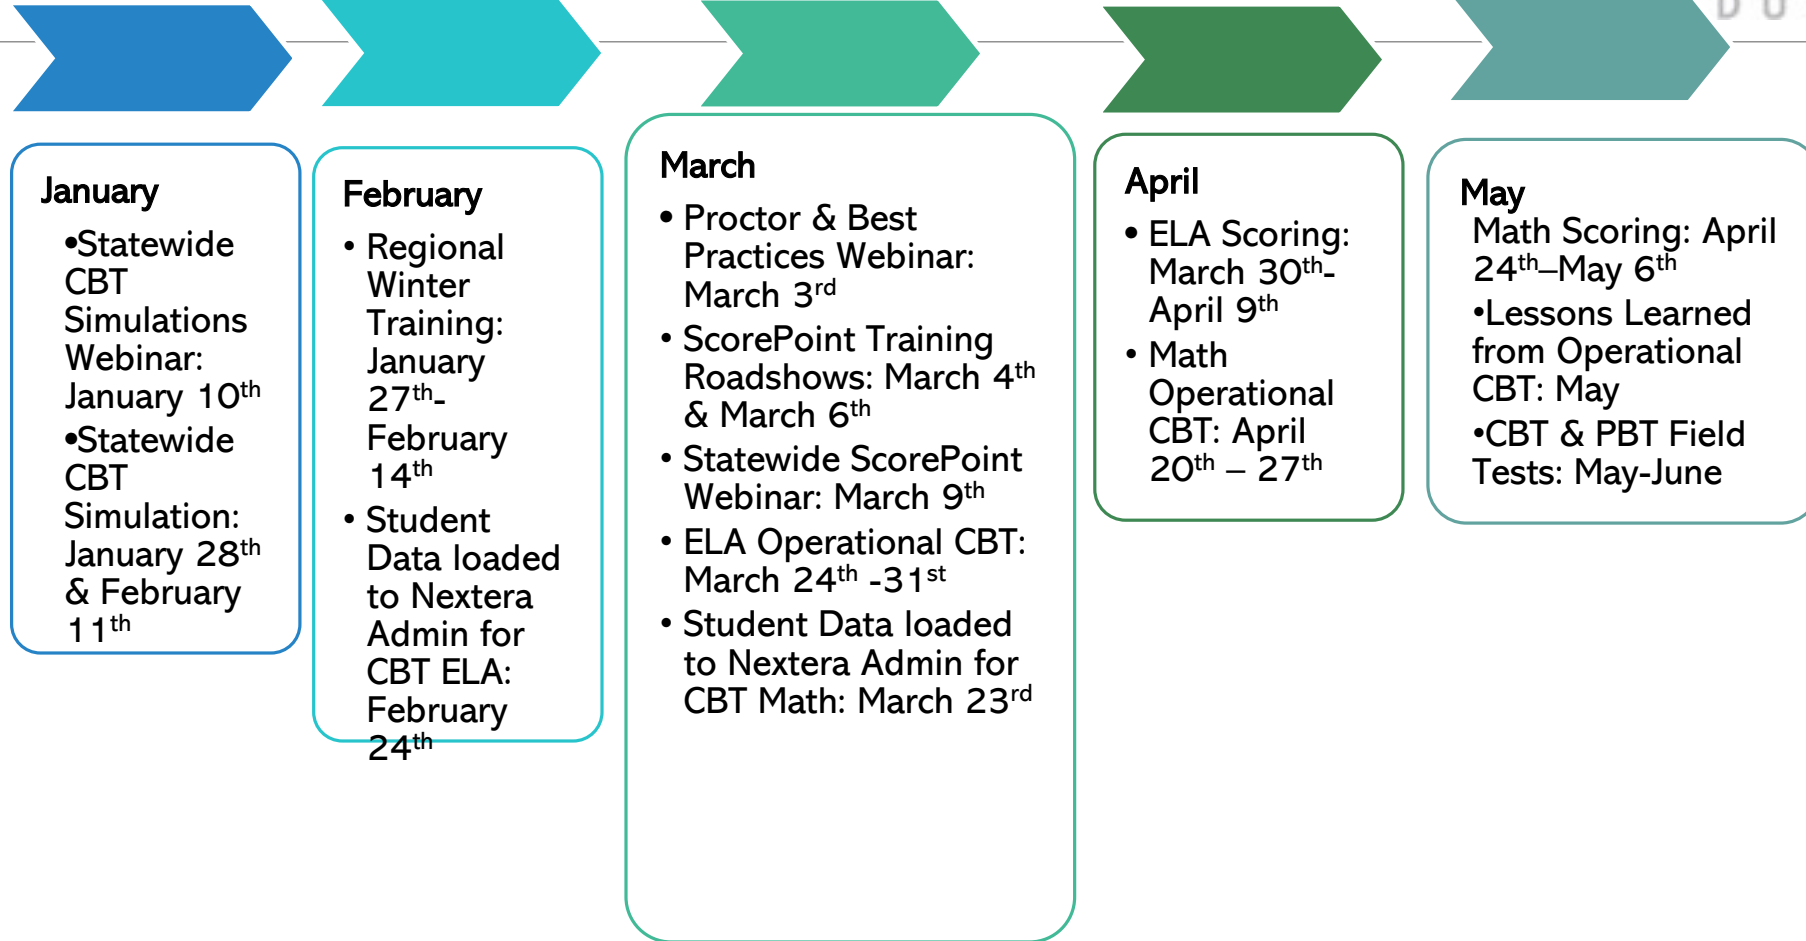 D U
January
•Statewide
CBT
Simulations
Webinar:
January 10th
•Statewide
CBT
Simulation:
January 28th
& February
11th
February
• Regional
Winter
Training:
January
27th-
February
14th
• Student
Data loaded
to Nextera
Admin for
CBT ELA:
February
24th
March
• Proctor & Best
Practices Webinar:
March 3rd
• ScorePoint Training
Roadshows: March 4th
& March 6th
• Statewide ScorePoint
Webinar: March 9th
• ELA Operational CBT:
March 24th -31st
• Student Data loaded
to Nextera Admin for
CBT Math: March 23rd
April
• ELA Scoring:
March 30th-
April 9th
• Math
Operational
CBT: April
20th – 27th
May
Math Scoring: April
24th–May 6th
•Lessons Learned
from Operational
CBT: May
•CBT & PBT Field
Tests: May-June